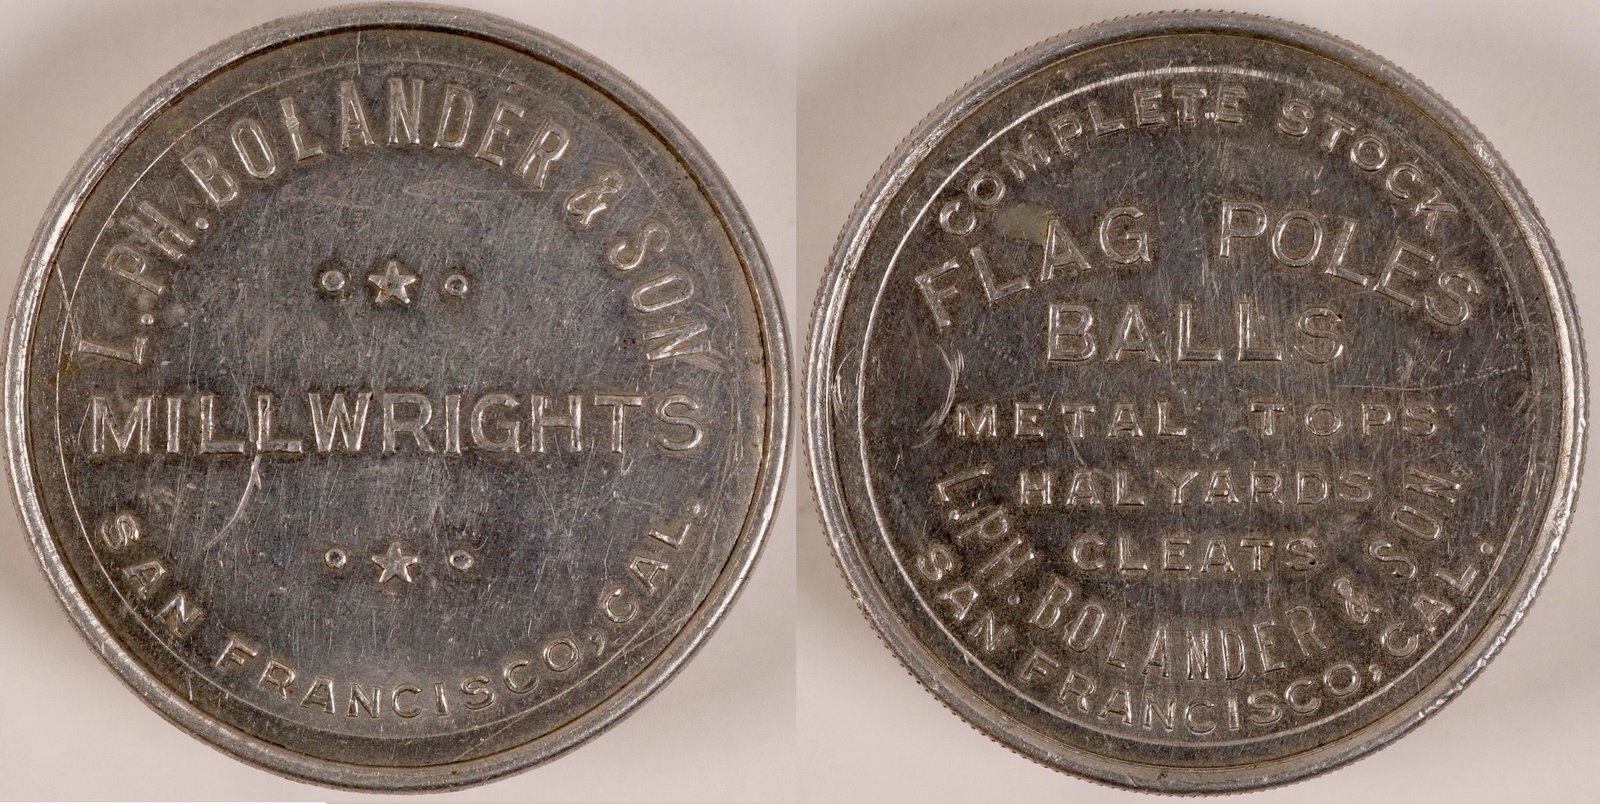 L. PH. BOLANDER & SON
MILLWRIGHTS
SAN FRANCISCO, CAL.
COMPLETE STOCK
FLAG POLES
BALLS
METAL TOPS
HALYARDS
CLEATS
L. PH. BOLANDER & SON,
SAN FRANCISCO, CAL.